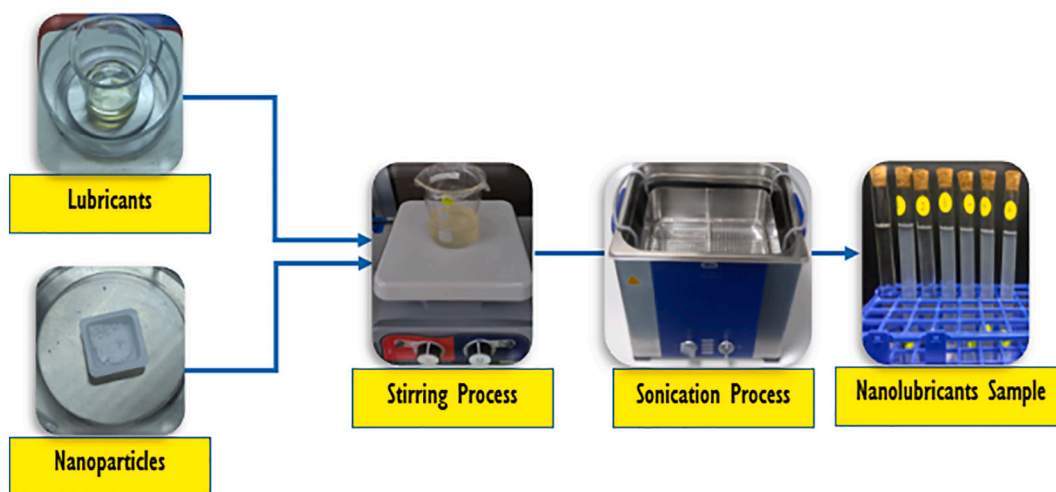 Lubricants
Nanoparticles
Stirring Process
Sonication Process
Nanolubricants Sample